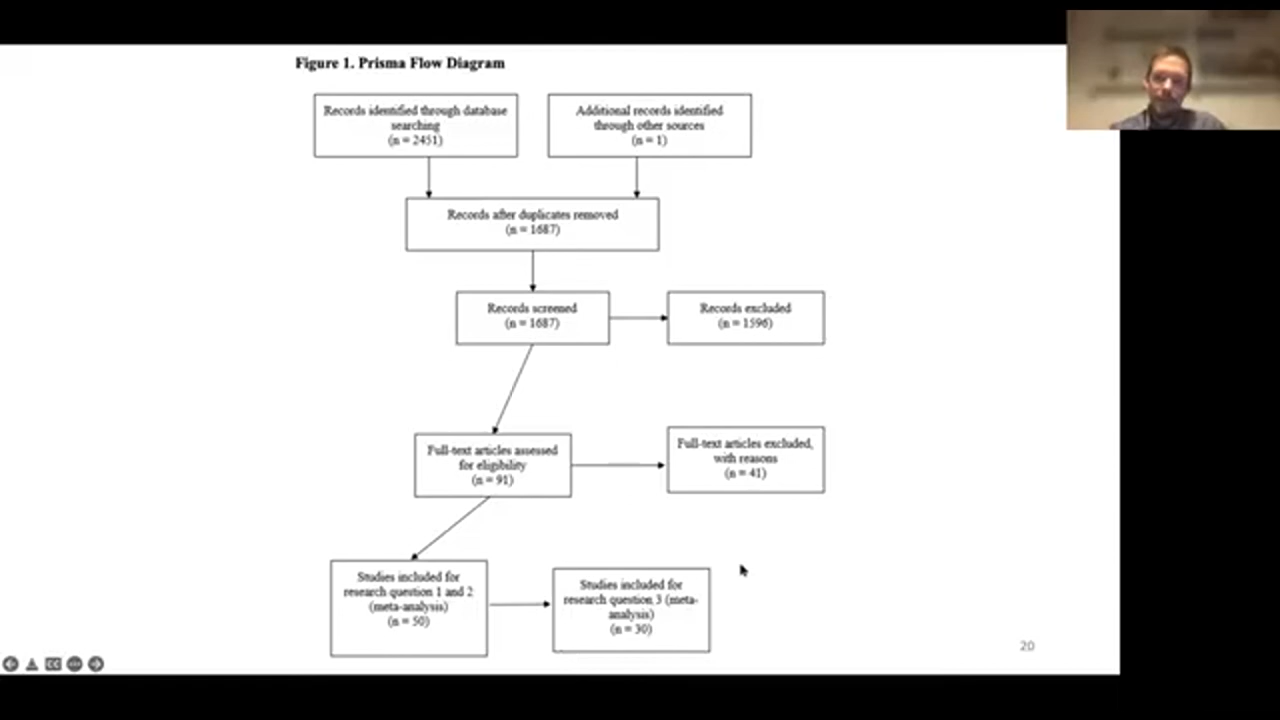 Figure 1. Prisma Flow Diagram
Records identified through database
searching
(n = 2451)
Additional records identified
through other sources
(n = 1)
Records after duplicates removed
(n = 1687)
Records screened
(n = 1687)
Records excluded
(n = 1596)
Full-text articles assessed
for eligibility
(n = 91)
Full-text articles excluded,
with reasons
(n = 41)
Studies included for
research question 1 and 2
(meta-analysis)
(n = 50)
Studies included for
research question 3 (meta-
analysis)
(n = 30)
20